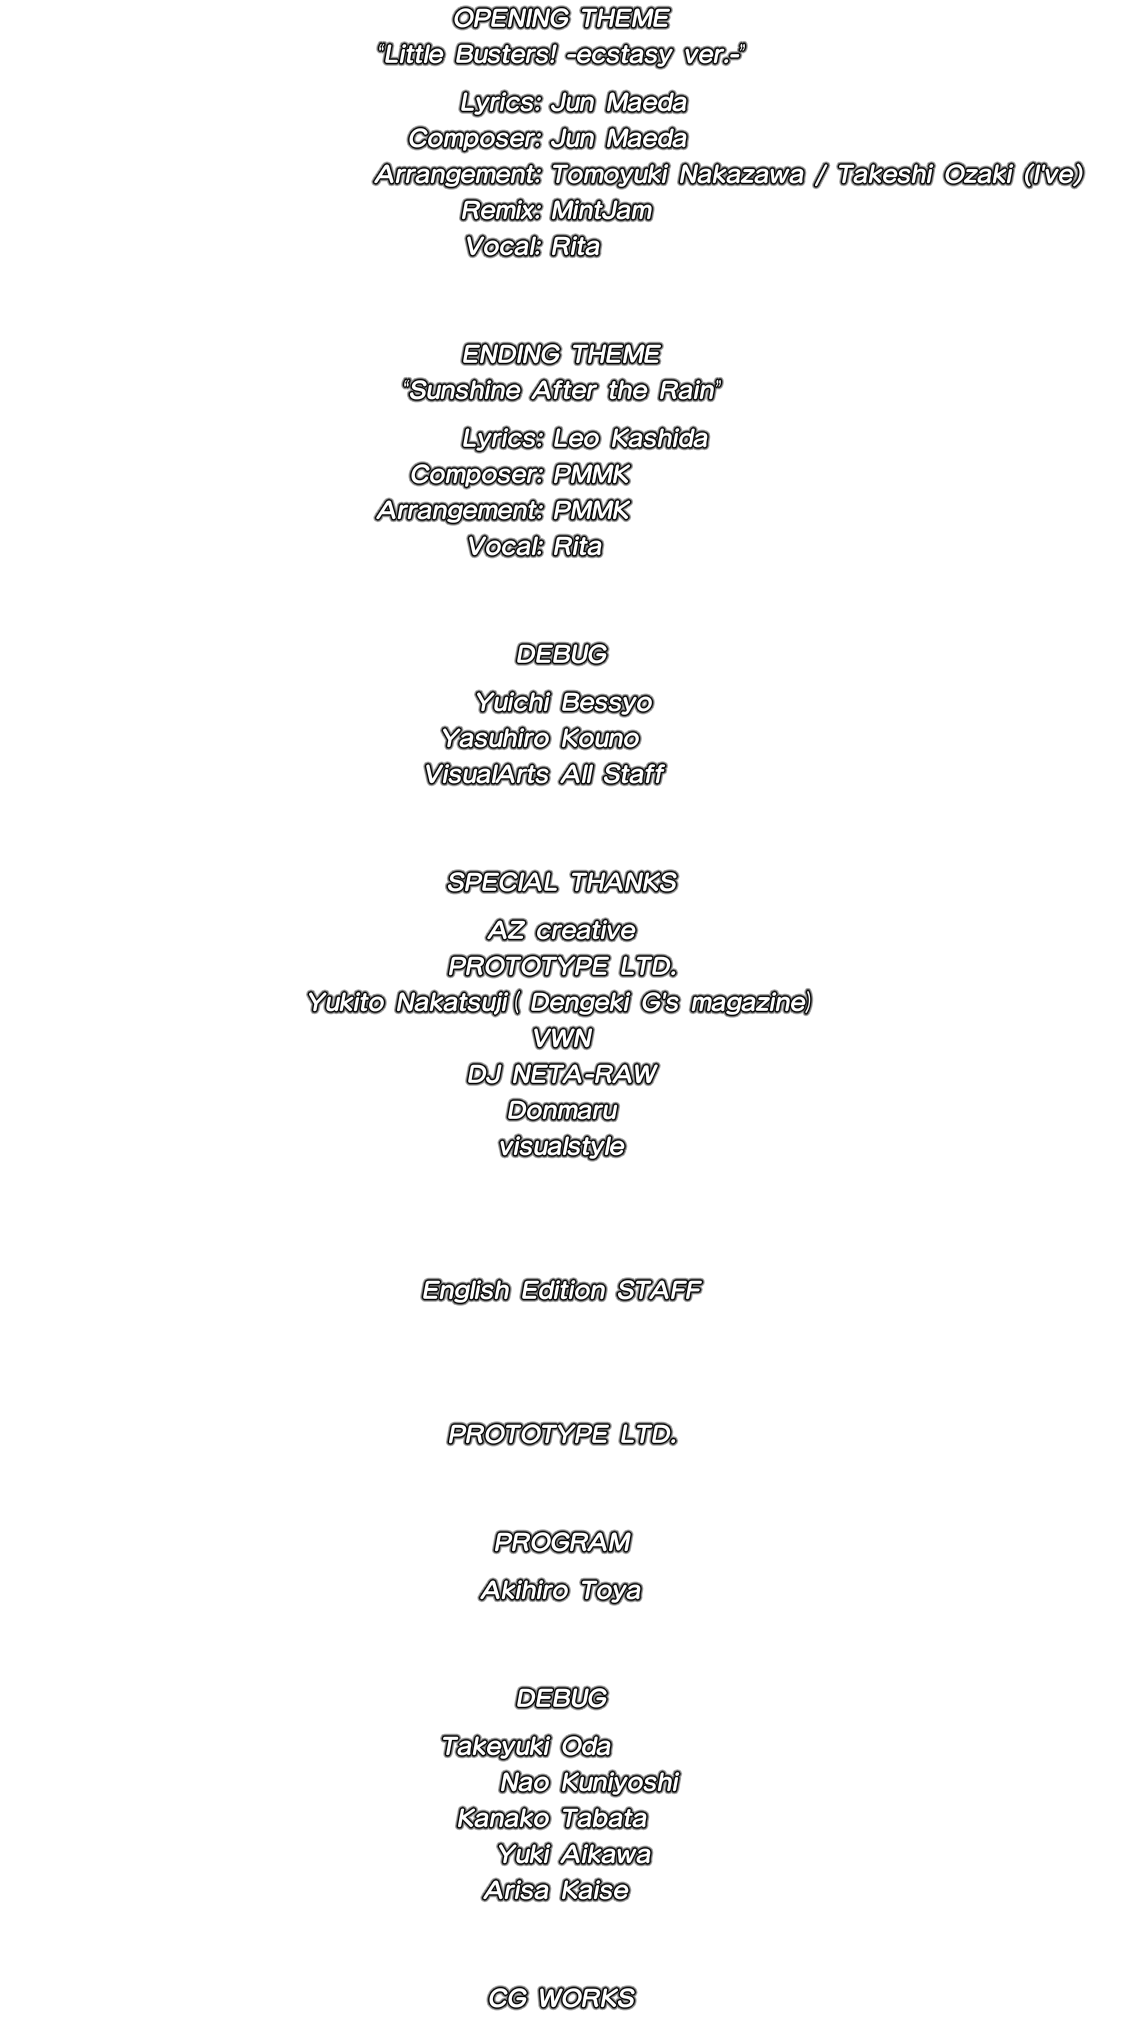 OPENING THEME
“Little Busters! -ecstasy ver.-”
Lyrics: Jun Maeda
Composer: Jun Maeda
Arrangement: Tomoyuki Nakazawa / Takeshi Ozaki (I've)
Remix: MintJam
Vocal: Rita
ENDING THEME
“Sunshine After the Rain”
Lyrics: Leo Kashida
Composer: PMMK
Arrangement: PMMK
Vocal: Rita
DEBUG
Yuichi Bessyo
Yasuhiro Kouno
VisualArts All Staff
SPECIAL THANKS
AZ creative
PROTOTYPE LTD.
Yukito Nakatsuji ( Dengeki G's magazine)
VWN
DJ NETA-RAW
Donmaru
visualstyle
English Edition STAFF
PROTOTYPE LTD.
PROGRAM
Akihiro Toya
DEBUG
Takeyuki Oda
Nao Kuniyoshi
Kanako Tabata
Yuki Aikawa
Arisa Kaise
CG WORKS